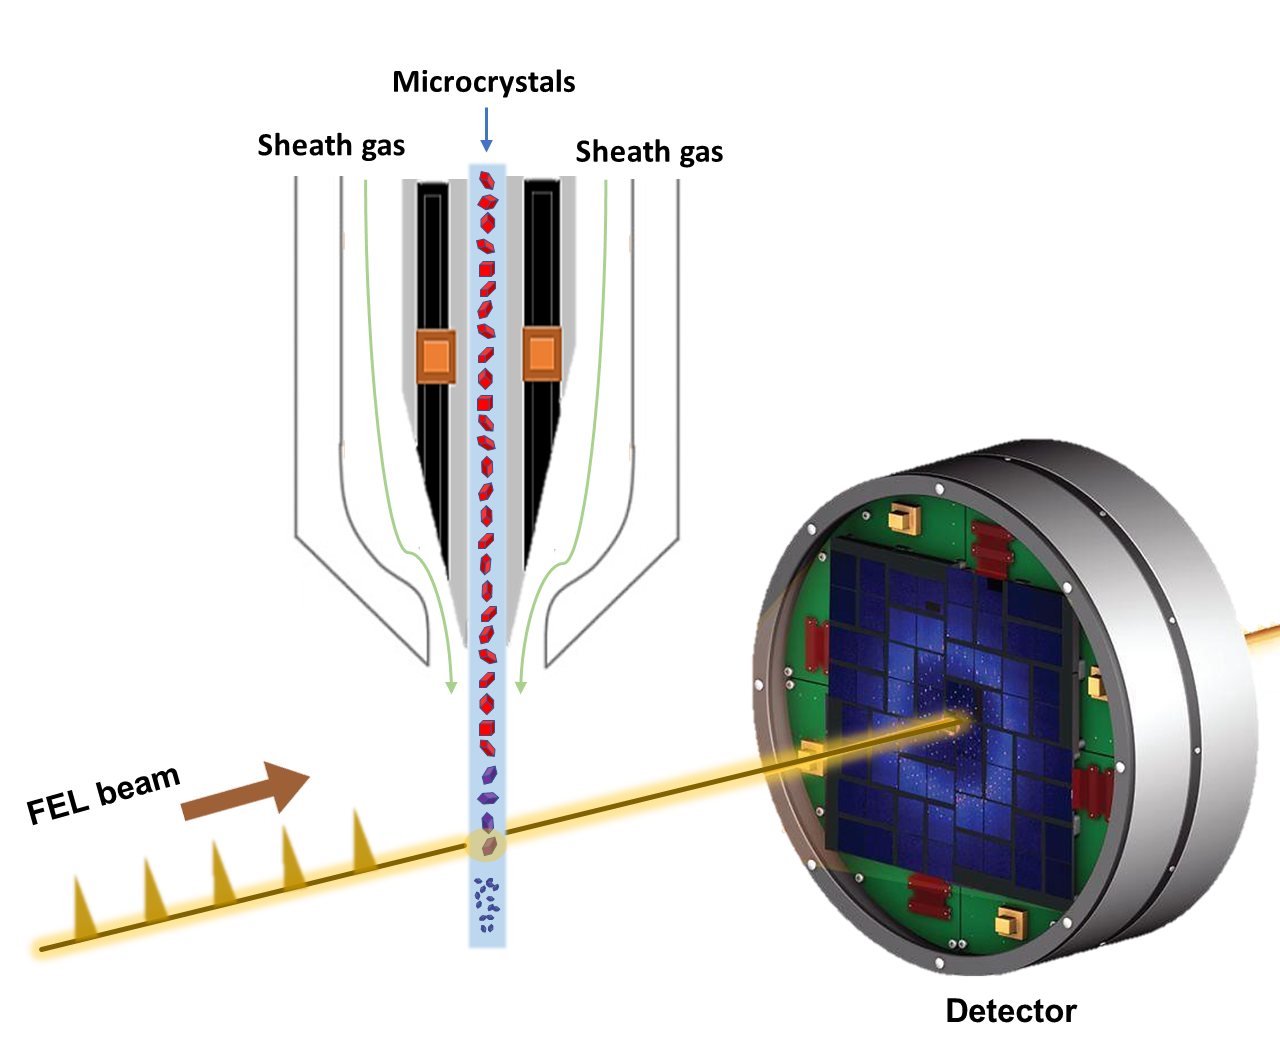 Microcrystals
Sheath gas
Sheath gas
FEL beam
Detector